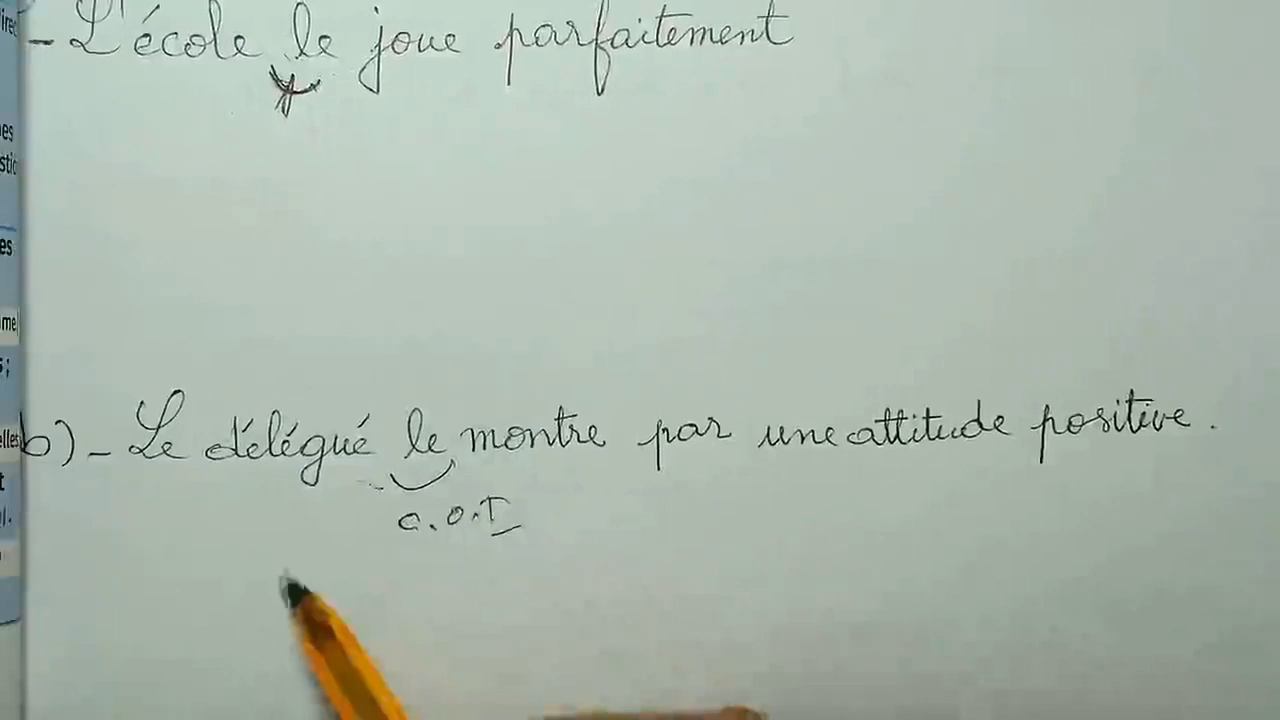 - L'école le joue parfaitement
b) - Le délégué le montre par une attitude positive.
C.O.I